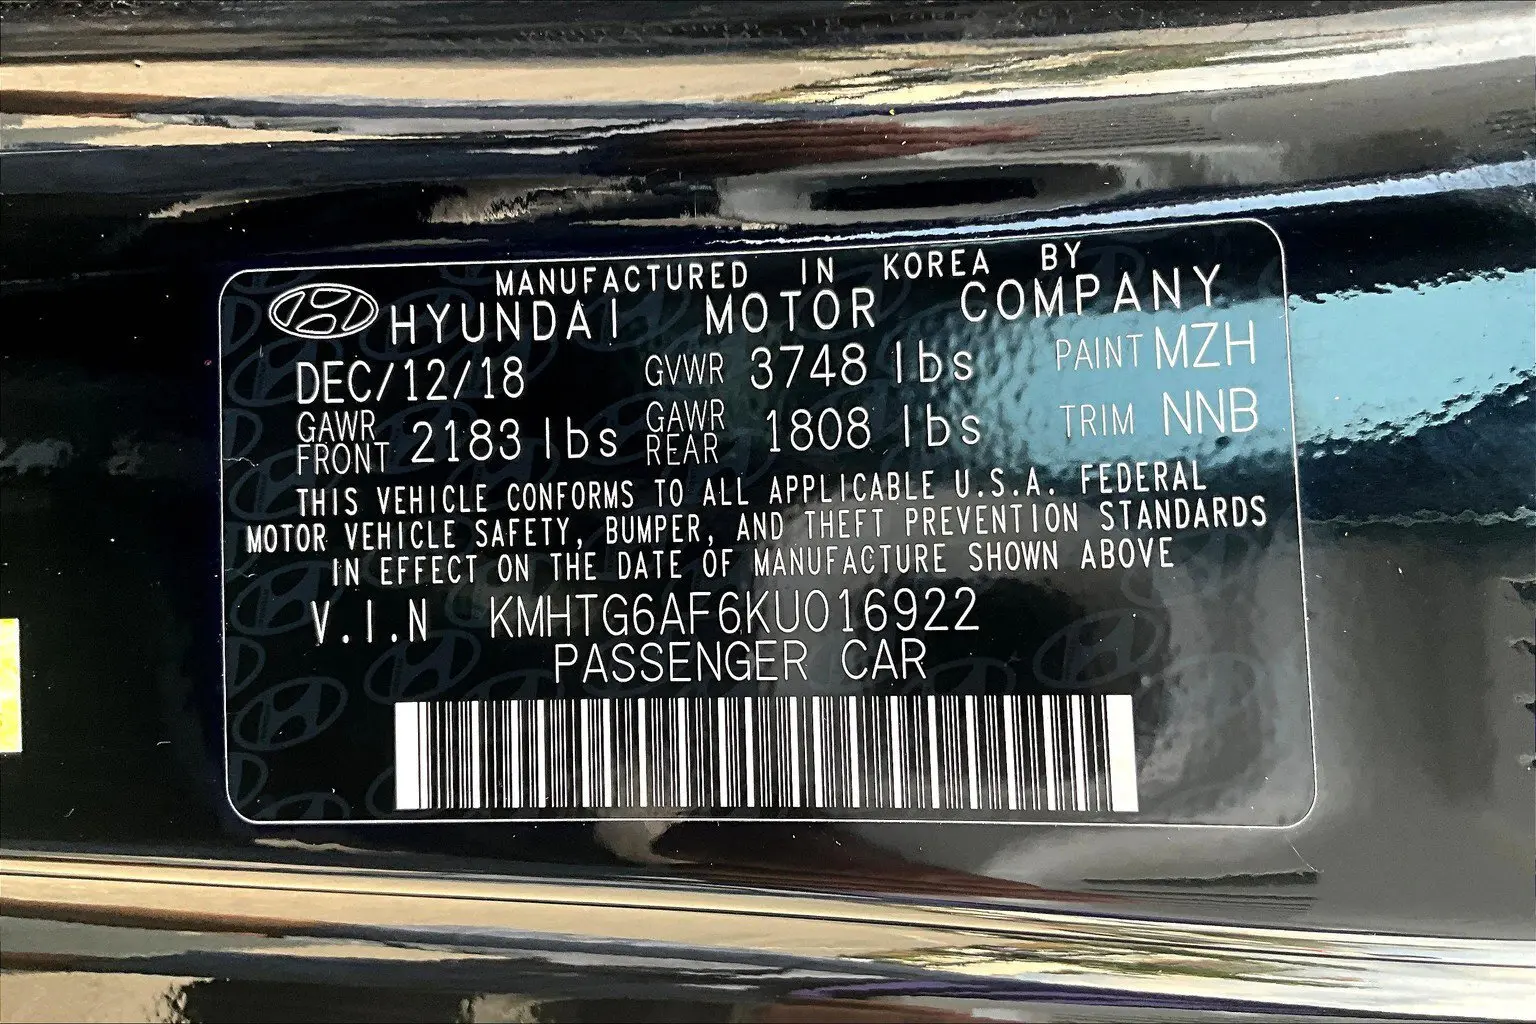 MANUFACTURED IN KOREA BY
HYUNDAI MOTOR COMPANY
DEC/12/18 GVWR 3748 lbs PAINT MZH
GAWR FRONT 2183 lbs GAWR REAR 1808 lbs TRIM NNB
THIS VEHICLE CONFORMS TO ALL APPLICABLE U.S.A. FEDERAL
MOTOR VEHICLE SAFETY, BUMPER, AND THEFT PREVENTION STANDARDS
IN EFFECT ON THE DATE OF MANUFACTURE SHOWN ABOVE
V.I.N KMHTG6AF6KU016922
PASSENGER CAR